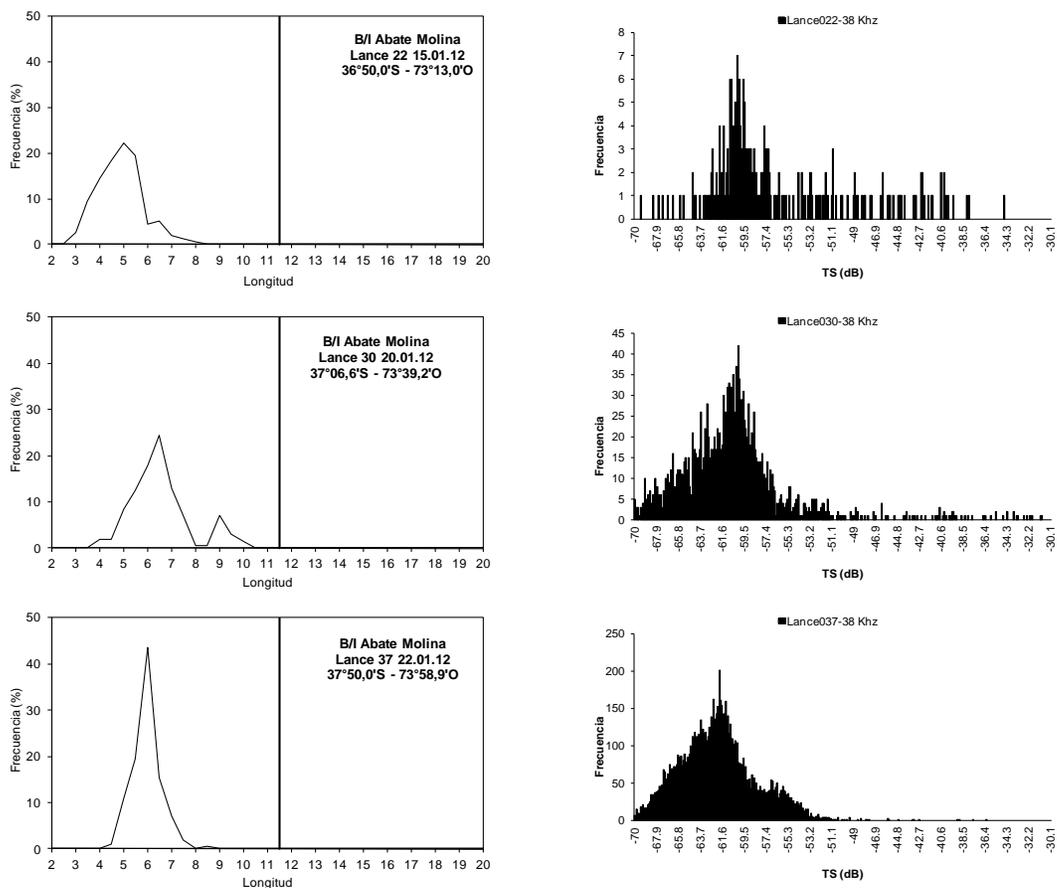 50
40
30
20
10
0
Frecuencia (%)
B/I Abate Molina
Lance 22 15.01.12
36°50,0'S - 73°13,0'O
2 3 4 5 6 7 8 9 10 11 12 13 14 15 16 17 18 19 20
Longitud
Lance022-38 Khz
8
7
6
5
4
3
2
1
0
Frecuencia
-70 -67.9 -65.8 -63.7 -61.6 -59.5 -57.4 -55.3 -53.2 -51.1 -49 -46.9 -44.8 -42.7 -40.6 -38.5 -36.4 -34.3 -32.2 -30.1
TS (dB)
50
40
30
20
10
0
Frecuencia (%)
B/I Abate Molina
Lance 30 20.01.12
37°06,6'S - 73°39,2'O
2 3 4 5 6 7 8 9 10 11 12 13 14 15 16 17 18 19 20
Longitud
Lance030-38 Khz
45
40
35
30
25
20
15
10
5
0
Frecuencia
-70 -67.9 -65.8 -63.7 -61.6 -59.5 -57.4 -55.3 -53.2 -51.1 -49 -46.9 -44.8 -42.7 -40.6 -38.5 -36.4 -34.3 -32.2 -30.1
TS (dB)
50
40
30
20
10
0
Frecuencia (%)
B/I Abate Molina
Lance 37 22.01.12
37°50,0'S - 73°58,9'O
2 3 4 5 6 7 8 9 10 11 12 13 14 15 16 17 18 19 20
Longitud
Lance037-38 Khz
250
200
150
100
50
0
Frecuencia
-70 -67.9 -65.8 -63.7 -61.6 -59.5 -57.4 -55.3 -53.2 -51.1 -49 -46.9 -44.8 -42.7 -40.6 -38.5 -36.4 -34.3 -32.2 -30.1
TS (dB)